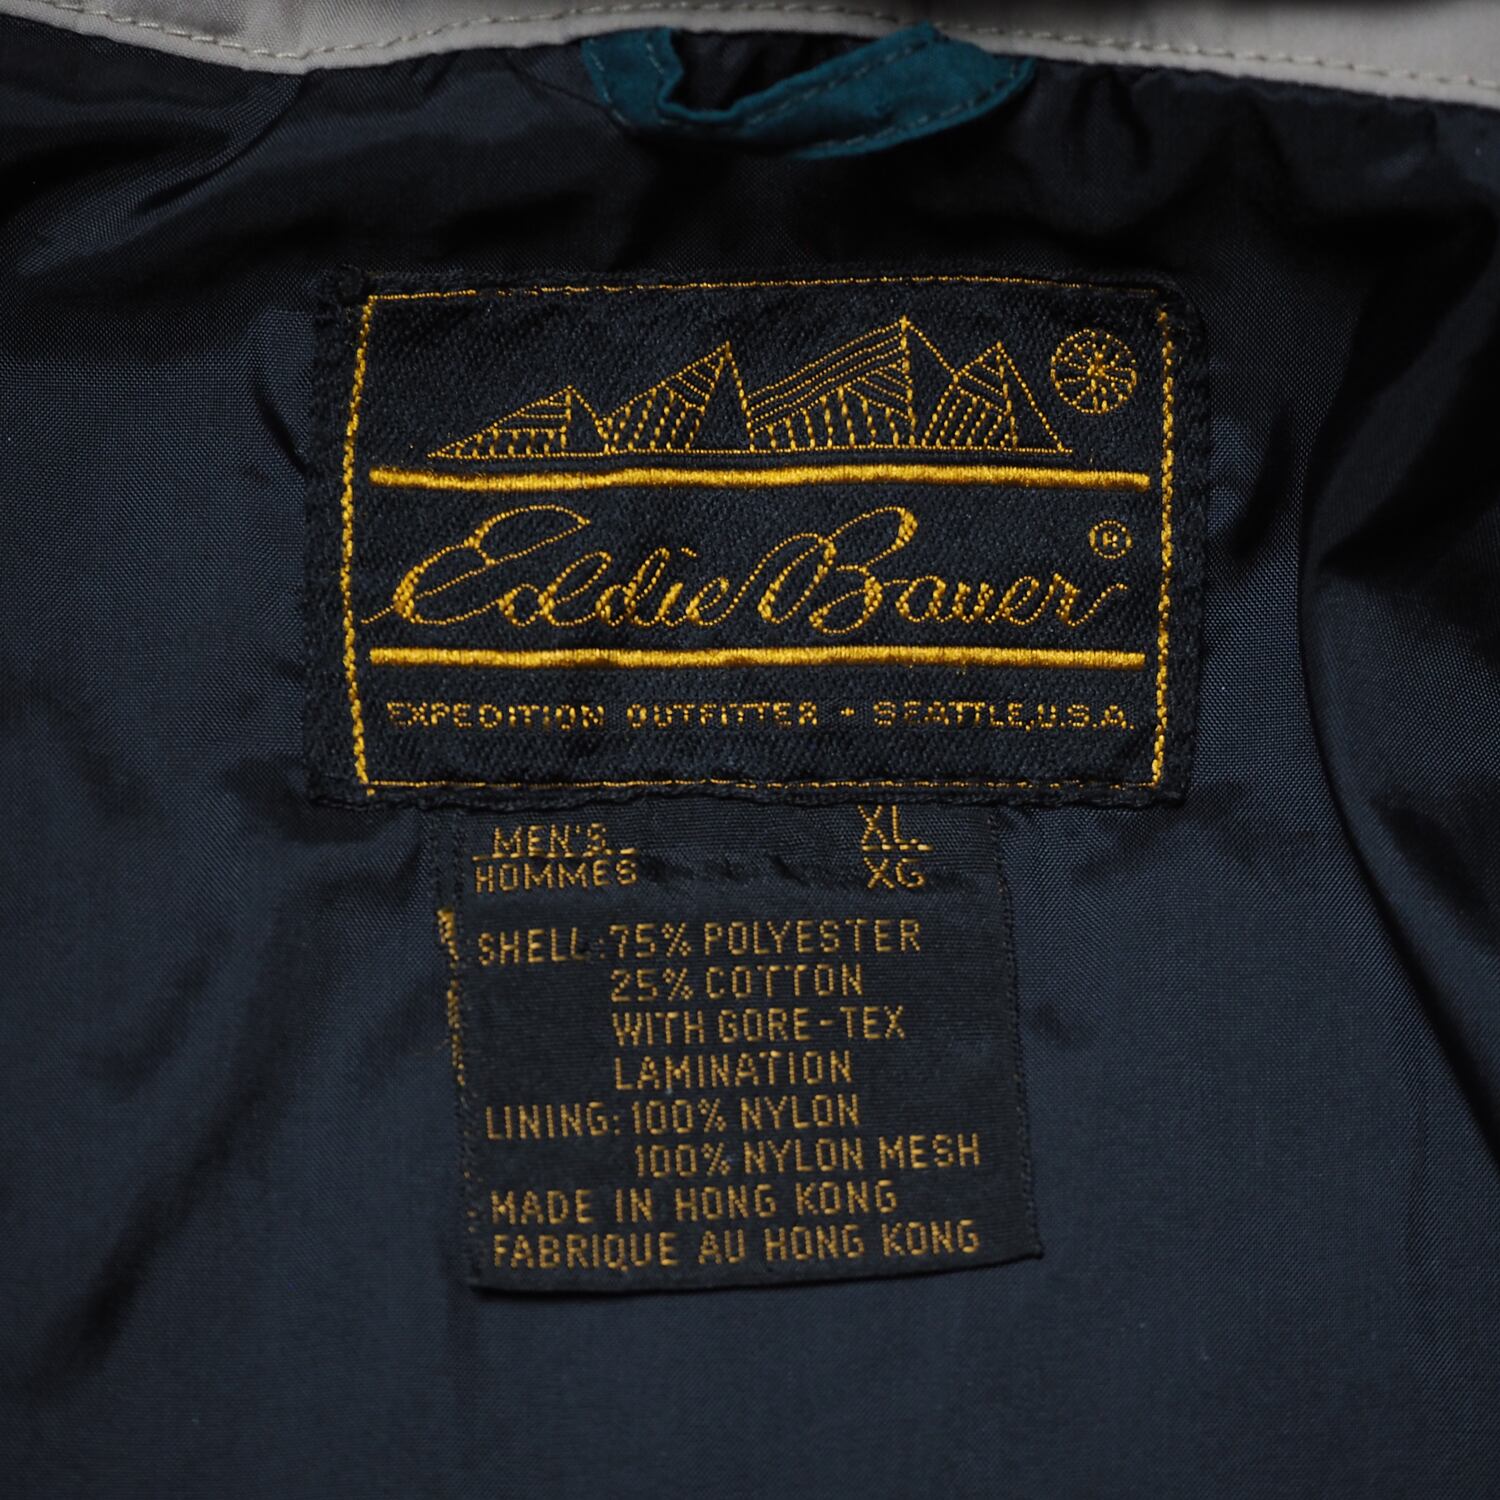 Eddie Bauer®
EXPEDITION OUTFITTER • SEATTLE, U.S.A.
MEN'S XL
HOMMES XG
SHELL: 75% POLYESTER
25% COTTON
WITH GORE-TEX
LAMINATION
LINING: 100% NYLON
100% NYLON MESH
MADE IN HONG KONG
FABRIQUE AU HONG KONG